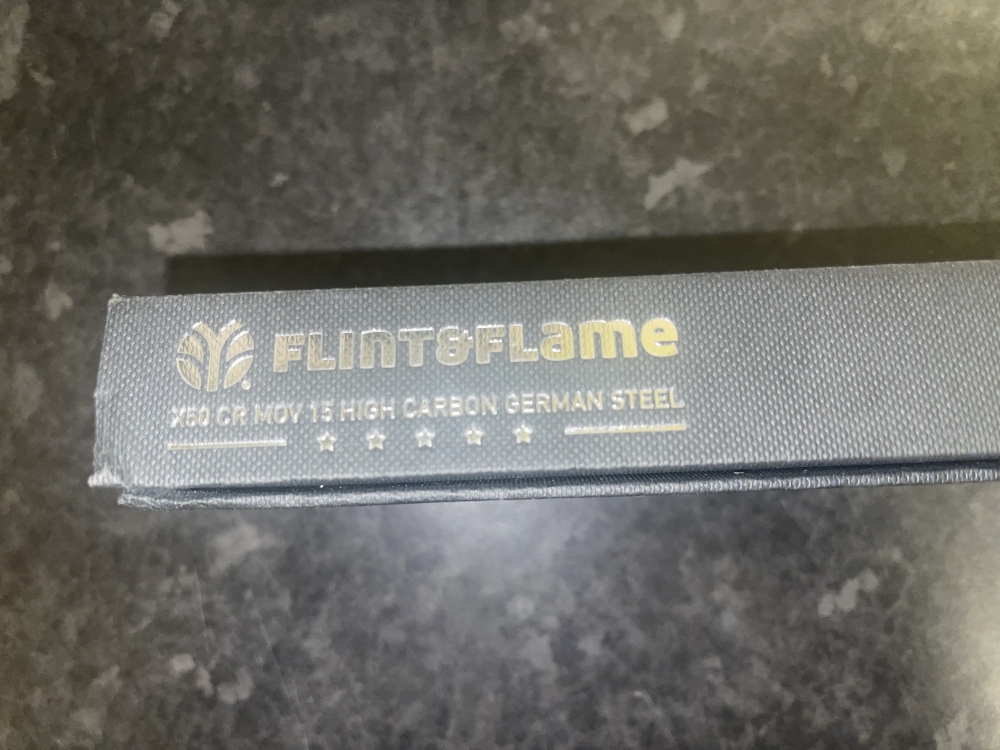 FLINT&FLame
X50 CR MOV 15 HIGH CARBON GERMAN STEEL